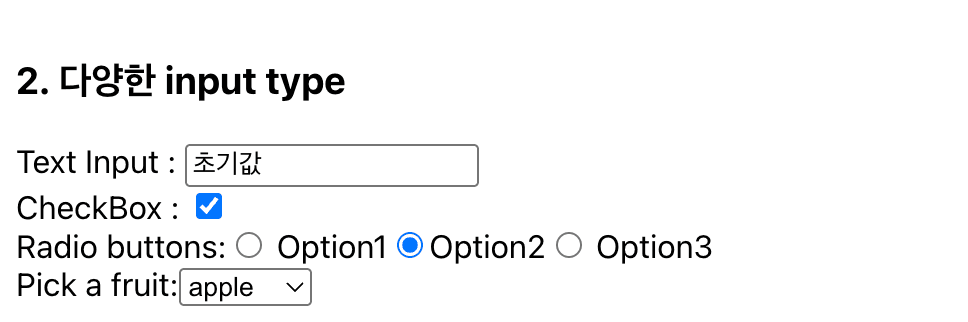 2. 다양한 input type
Text Input : 초기값
CheckBox :
Radio buttons: Option1 Option2 Option3
Pick a fruit: apple